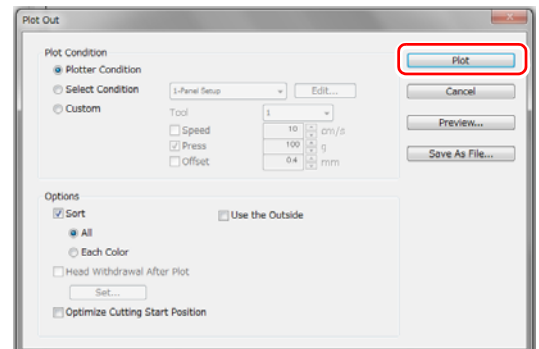 Plot Out
Plot Condition
Plotter Condition
Select Condition 1-Panel Setup Edit...
Custom Tool 1
Speed 10 cm/s
Press 100 g
Offset 0.4 mm
Plot
Cancel
Preview...
Save As File...
Options
Sort Use the Outside
All
Each Color
Head Withdrawal After Plot
Set...
Optimize Cutting Start Position